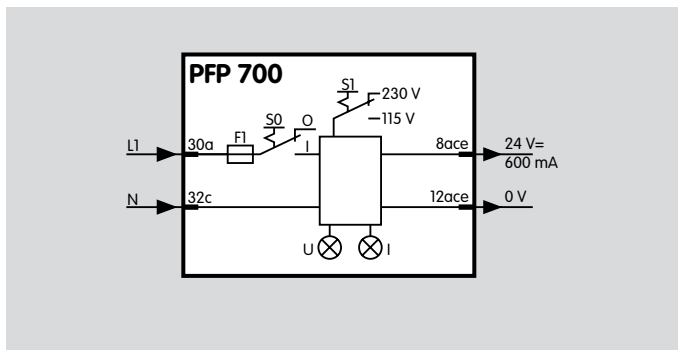 PFP 700
S1
230 V
115 V
S0
O
F1
I
L1
30a
8ace
24 V=
600 mA
N
32c
12ace
0 V
U
I